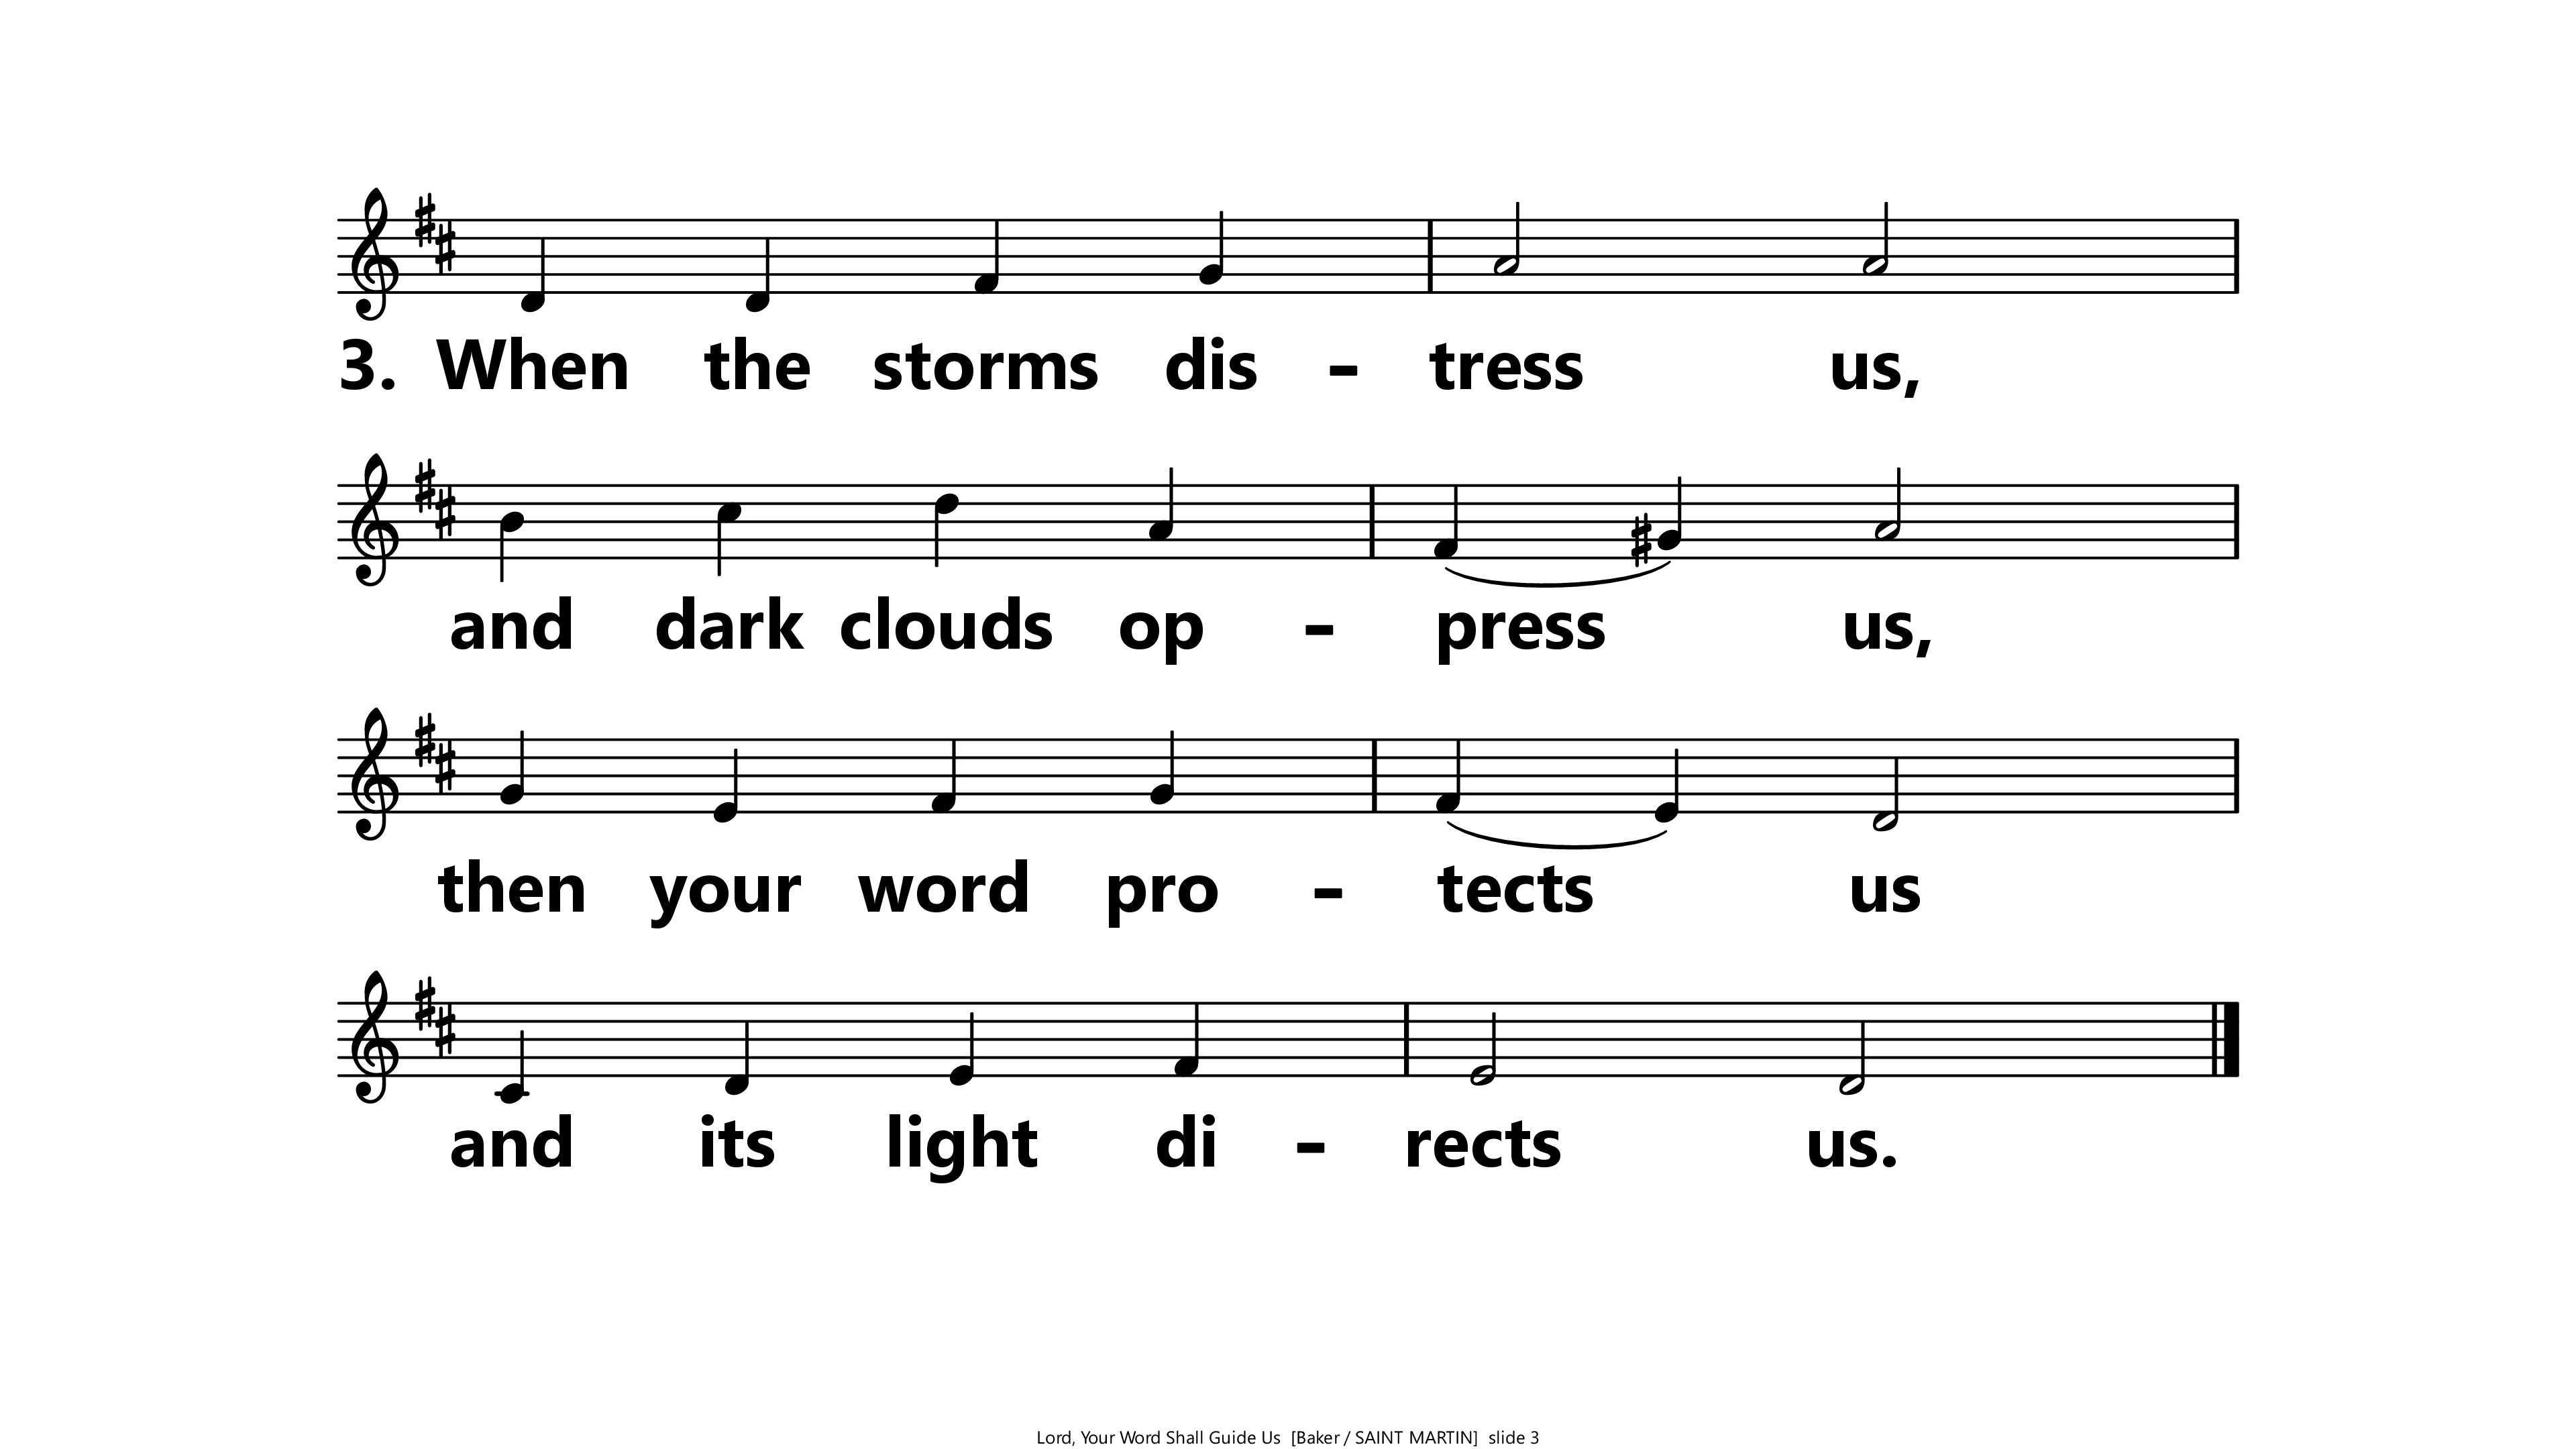 3. When the storms dis - tress us,
and dark clouds op - press us,
then your word pro - tects us
and its light di - rects us.
Lord, Your Word Shall Guide Us [Baker / SAINT MARTIN] slide 3